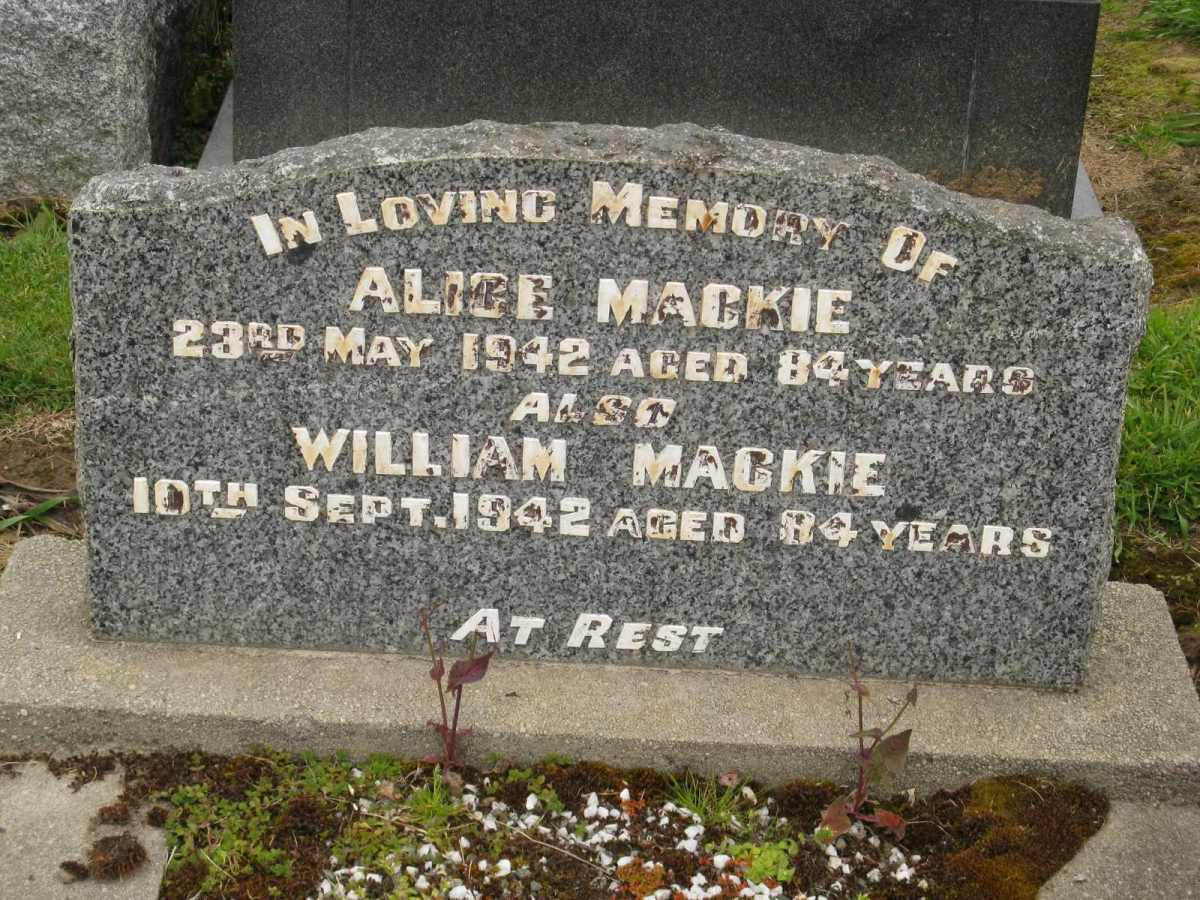 In Loving Memory Of
Alice Mackie
23rd May 1942 aged 84 years
Also
William Mackie
10th Sept. 1942 aged 84 years
At Rest